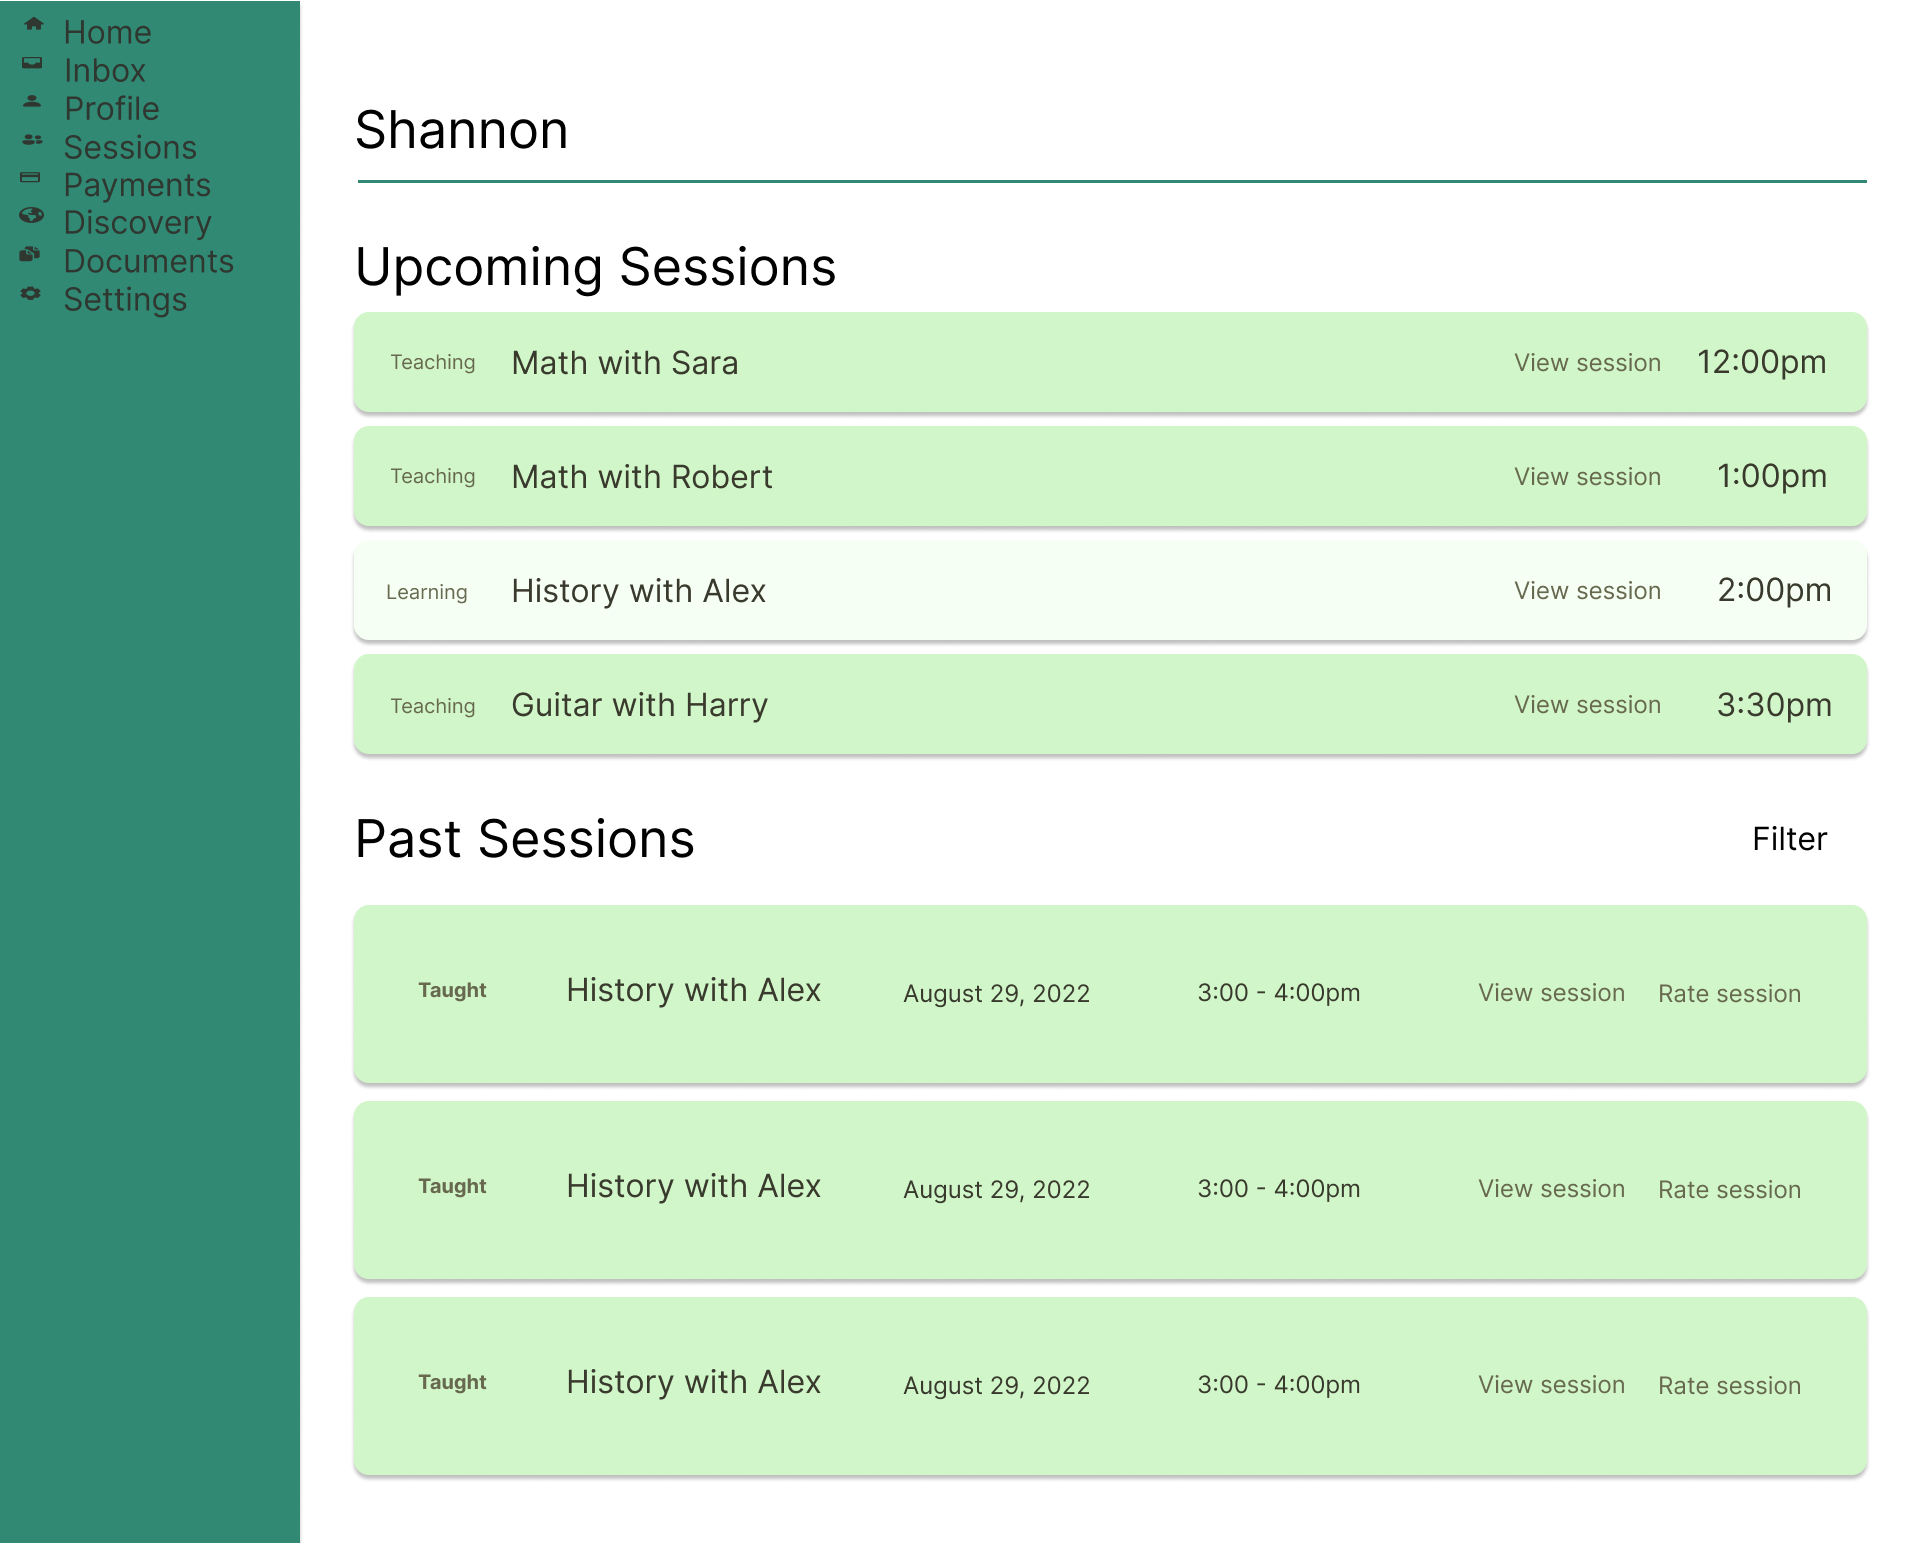 Home
Inbox
Profile
Sessions
Payments
Discovery
Documents
Settings
Shannon
Upcoming Sessions
Teaching Math with Sara View session 12:00pm
Teaching Math with Robert View session 1:00pm
Learning History with Alex View session 2:00pm
Teaching Guitar with Harry View session 3:30pm
Past Sessions Filter
Taught History with Alex August 29, 2022 3:00 - 4:00pm View session Rate session
Taught History with Alex August 29, 2022 3:00 - 4:00pm View session Rate session
Taught History with Alex August 29, 2022 3:00 - 4:00pm View session Rate session